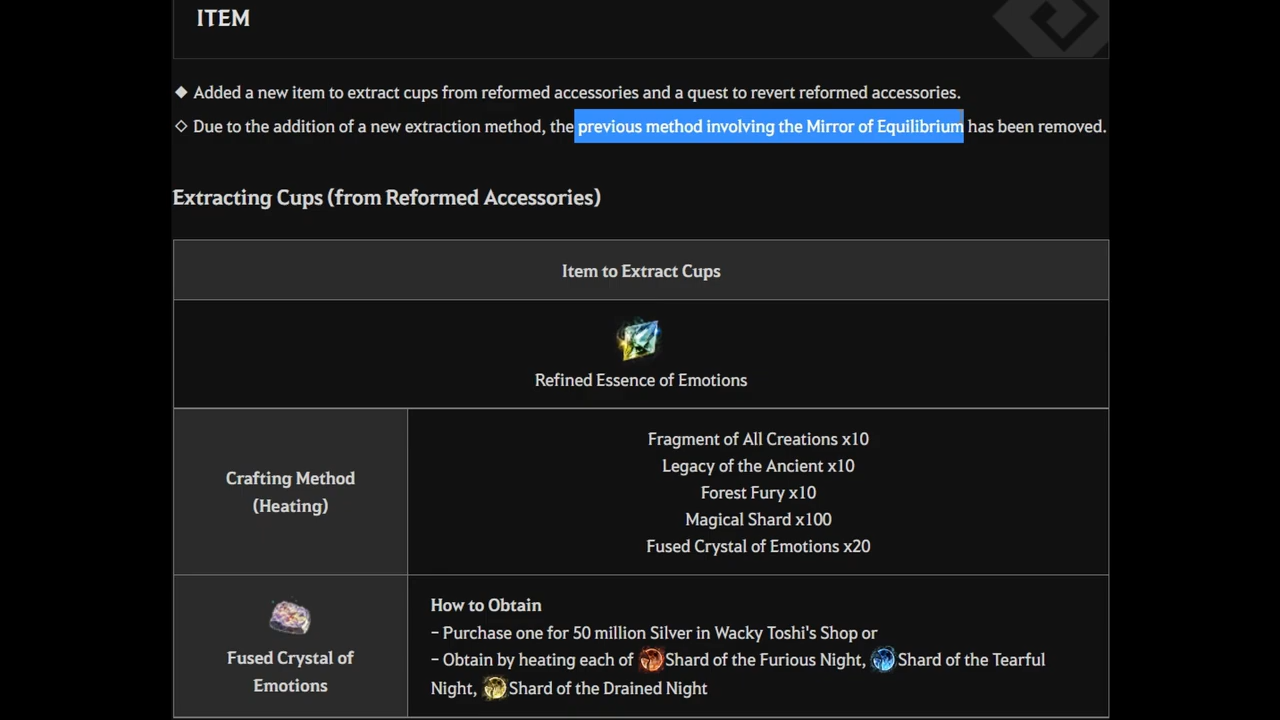 ITEM
◆ Added a new item to extract cups from reformed accessories and a quest to revert reformed accessories.
◇ Due to the addition of a new extraction method, the previous method involving the Mirror of Equilibrium has been removed.
Extracting Cups (from Reformed Accessories)
Item to Extract Cups
Refined Essence of Emotions
Crafting Method
(Heating)
Fragment of All Creations x10
Legacy of the Ancient x10
Forest Fury x10
Magical Shard x100
Fused Crystal of Emotions x20
Fused Crystal of
Emotions
How to Obtain
– Purchase one for 50 million Silver in Wacky Toshi's Shop or
– Obtain by heating each of Shard of the Furious Night, Shard of the Tearful
Night, Shard of the Drained Night